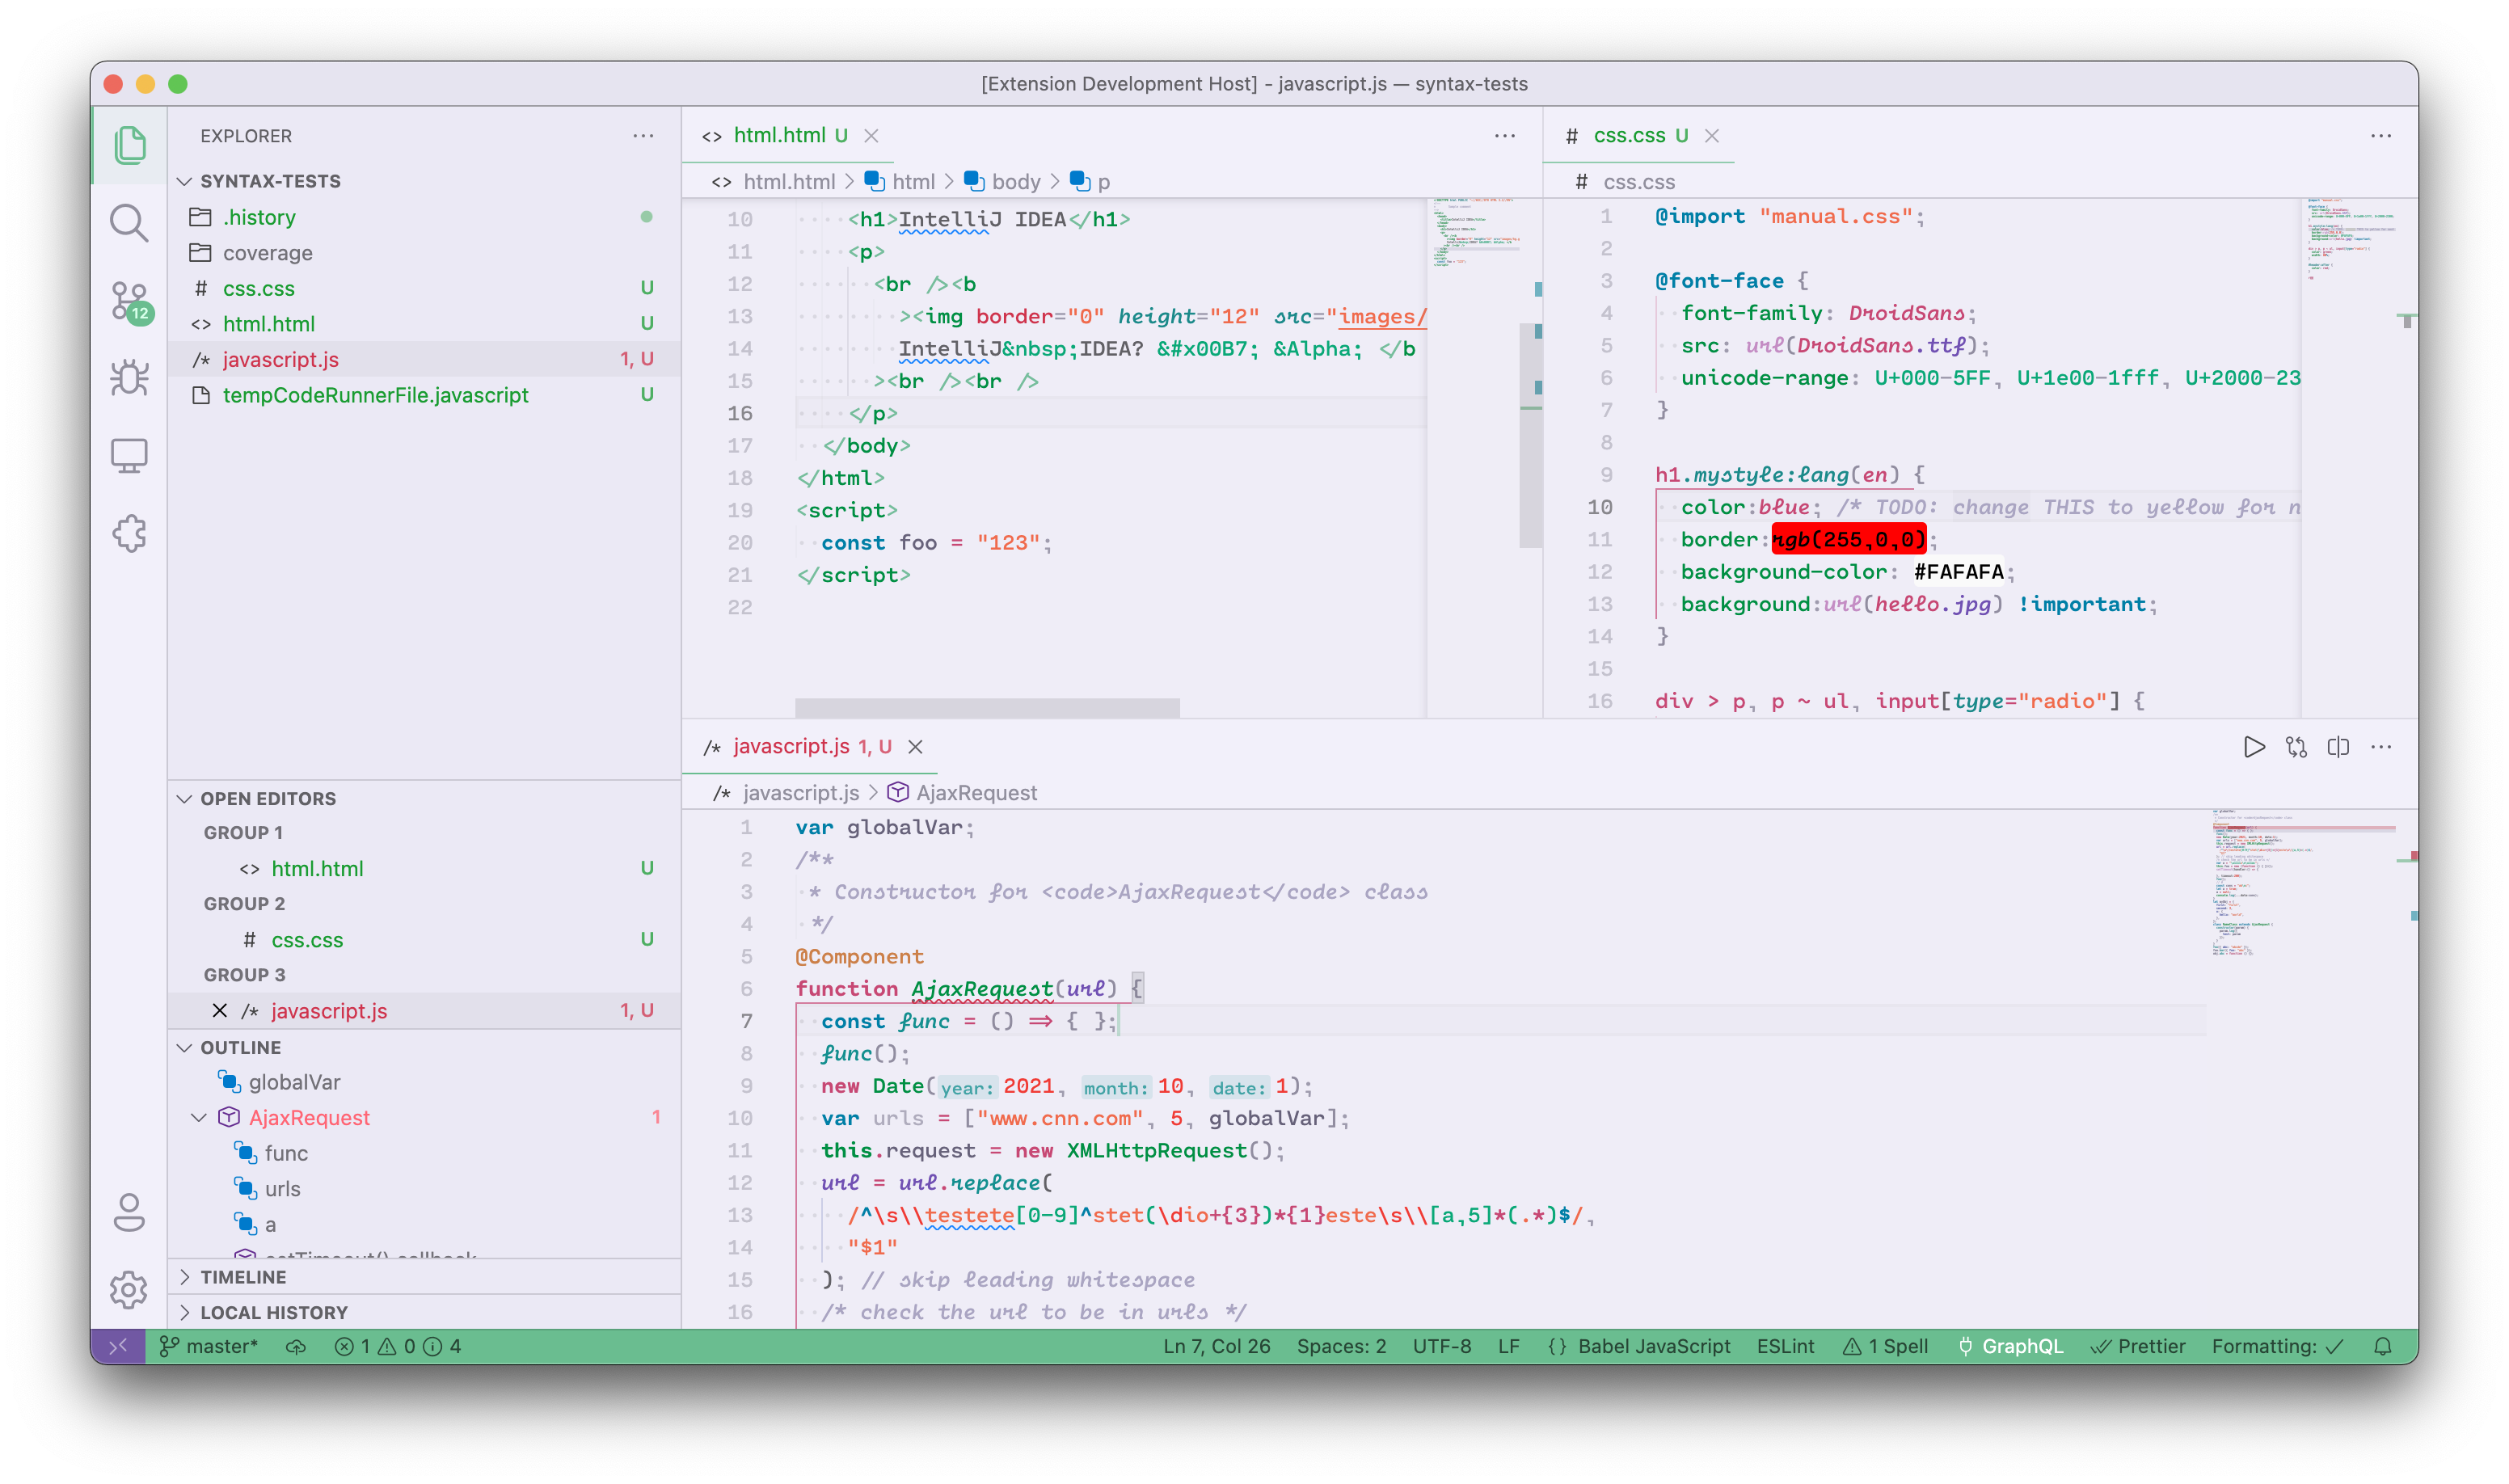 [Extension Development Host] - javascript.js — syntax-tests
EXPLORER
SYNTAX-TESTS
.history
coverage
# css.css U
<> html.html U
/* javascript.js 1, U
tempCodeRunnerFile.javascript U
12
OPEN EDITORS
GROUP 1
<> html.html U
GROUP 2
# css.css U
GROUP 3
/* javascript.js 1, U
OUTLINE
globalVar
AjaxRequest 1
func
urls
a
setTimeout() callback
TIMELINE
LOCAL HISTORY
<> html.html U
<> html.html > html > body > p
10 <h1>IntelliJ IDEA</h1>
11 <p>
12 <br /><b
13 ><img border="0" height="12" src="images/
14 IntelliJ&nbsp;IDEA? &#x00B7; &Alpha; </b
15 ><br /><br />
16 </p>
17 </body>
18 </html>
19 <script>
20 const foo = "123";
21 </script>
22
# css.css U
# css.css
1 @import "manual.css";
2
3 @font-face {
4 font-family: DroidSans;
5 src: url(DroidSans.ttf);
6 unicode-range: U+000-5FF, U+1e00-1fff, U+2000-23
7 }
8
9 h1.mystyle:lang(en) {
10 color:blue; /* TODO: change THIS to yellow for n
11 border:rgb(255,0,0);
12 background-color: #FAFAFA;
13 background:url(hello.jpg) !important;
14 }
15
16 div > p, p ~ ul, input[type="radio"] {
/* javascript.js 1, U
/* javascript.js > AjaxRequest
1 var globalVar;
2 /**
3 * Constructor for <code>AjaxRequest</code> class
4 */
5 @Component
6 function AjaxRequest(url) {
7 const func = () => { };
8 func();
9 new Date(year: 2021, month: 10, date: 1);
10 var urls = ["www.cnn.com", 5, globalVar];
11 this.request = new XMLHttpRequest();
12 url = url.replace(
13 /^\s\\testete[0-9]^stet(\dio+{3})*{1}este\s\\[a,5]*(.*)$/,
14 "$1"
15 ); // skip leading whitespace
16 /* check the url to be in urls */
master* 1 0 4 Ln 7, Col 26 Spaces: 2 UTF-8 LF {} Babel JavaScript ESLint 1 Spell GraphQL Prettier Formatting: